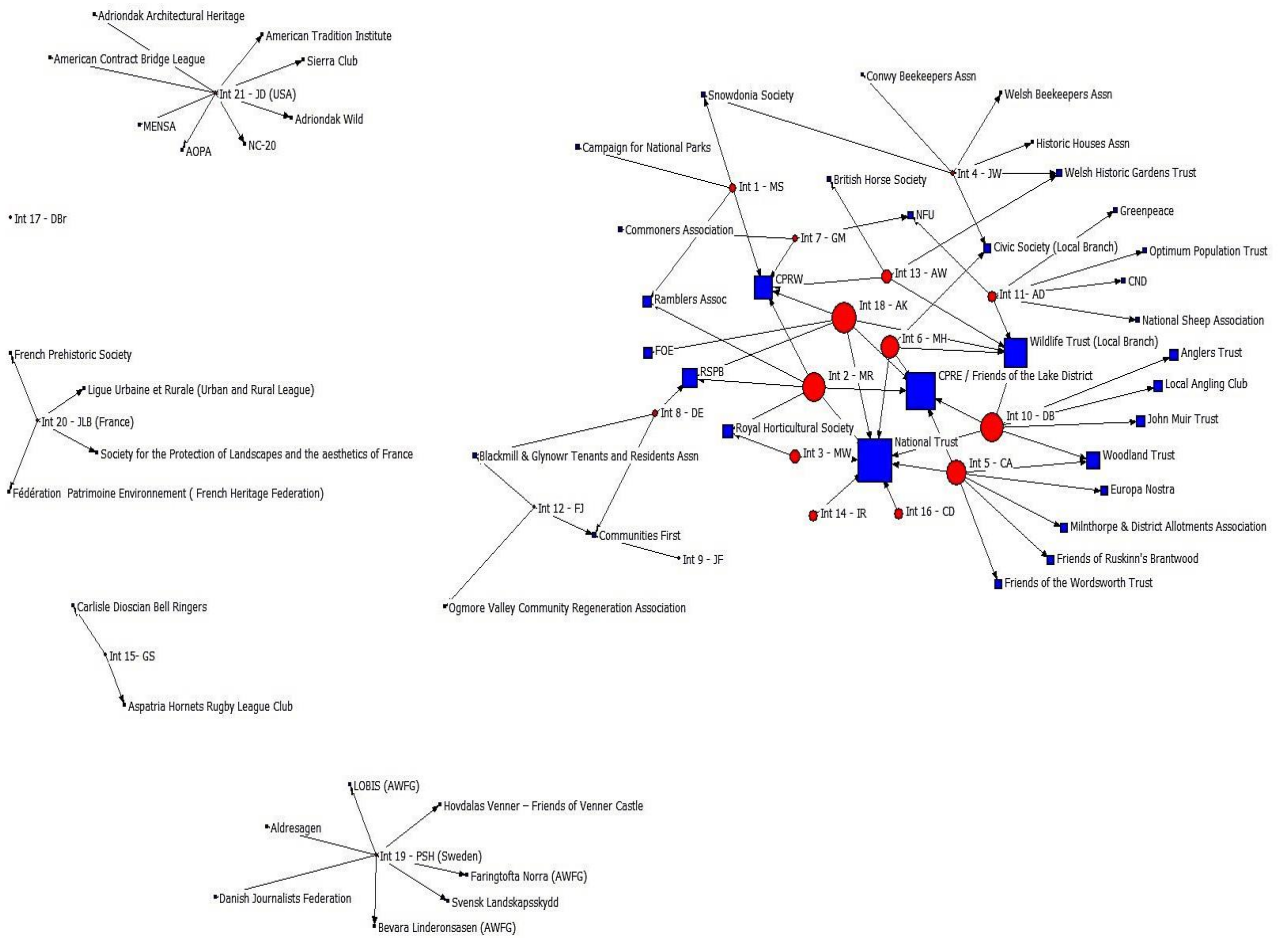 Adriondak Architectural Heritage
American Tradition Institute
American Contract Bridge League
Sierra Club
Int 21 - JD (USA)
Adriondak Wild
MENSA
NC-20
AOPA
Int 17 - DBr
Conwy Beekeepers Assn
Snowdonia Society
Welsh Beekeepers Assn
Campaign for National Parks
Historic Houses Assn
Int 4 - JW
Welsh Historic Gardens Trust
British Horse Society
Int 1 - MS
Greenpeace
NFU
Commoners Association
Int 7 - GM
Civic Society (Local Branch)
Optimum Population Trust
Int 13 - AW
CPRW
CND
Int 11 - AD
Ramblers Assoc
Int 18 - AK
National Sheep Association
Int 6 - MH
Wildlife Trust (Local Branch)
FOE
Anglers Trust
RSPB
Int 2 - MR
CPRE / Friends of the Lake District
Local Angling Club
Int 8 - DE
Int 10 - DB
John Muir Trust
Royal Horticultural Society
National Trust
Int 3 - MW
Blackmill & Glynowr Tenants and Residents Assn
Woodland Trust
Int 5 - CA
Europa Nostra
Int 12 - FJ
Int 14 - IR
Int 16 - CD
Milnthorpe & District Allotments Association
Communities First
Int 9 - JF
Friends of Ruskinn's Brantwood
Friends of the Wordsworth Trust
Ogmore Valley Community Regeneration Association
French Prehistoric Society
Ligue Urbaine et Rurale (Urban and Rural League)
Int 20 - JLB (France)
Society for the Protection of Landscapes and the aesthetics of France
Fédération Patrimoine Environnement ( French Heritage Federation)
Carlisle Dioscian Bell Ringers
Int 15- GS
Aspatria Hornets Rugby League Club
LOBIS (AWFG)
Hovdalas Venner – Friends of Venner Castle
Aldresagen
Int 19 - PSH (Sweden)
Faringtofta Norra (AWFG)
Danish Journalists Federation
Svensk Landskapsskydd
Bevara Linderonsasen (AWFG)